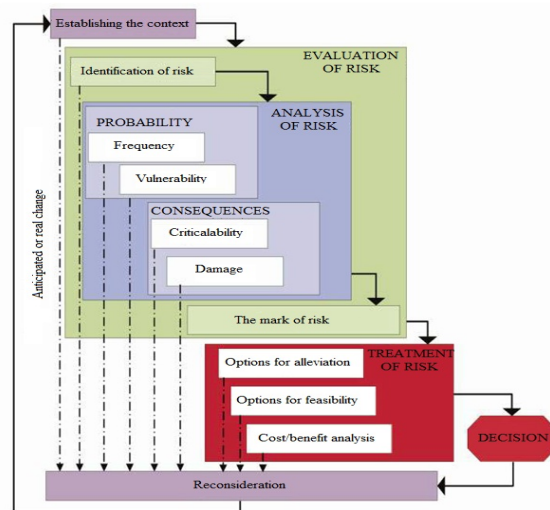 Establishing the context
EVALUATION
OF RISK
Identification of risk
ANALYSIS
OF RISK
PROBABILITY
Frequency
Vulnerability
CONSEQUENCES
Criticalability
Damage
The mark of risk
TREATMENT
OF RISK
Options for alleviation
Options for feasibility
Cost/benefit analysis
DECISION
Reconsideration
Anticipated or real change